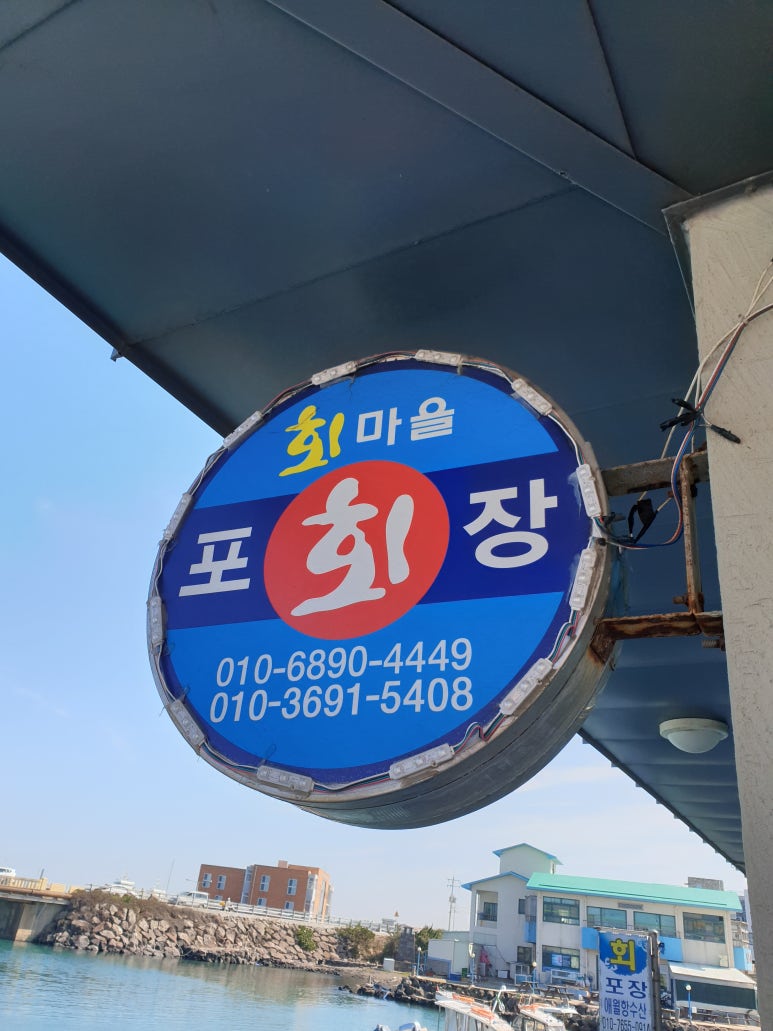 회마을
포 회 장
010-6890-4449
010-3691-5408
회
포장
애월항수산